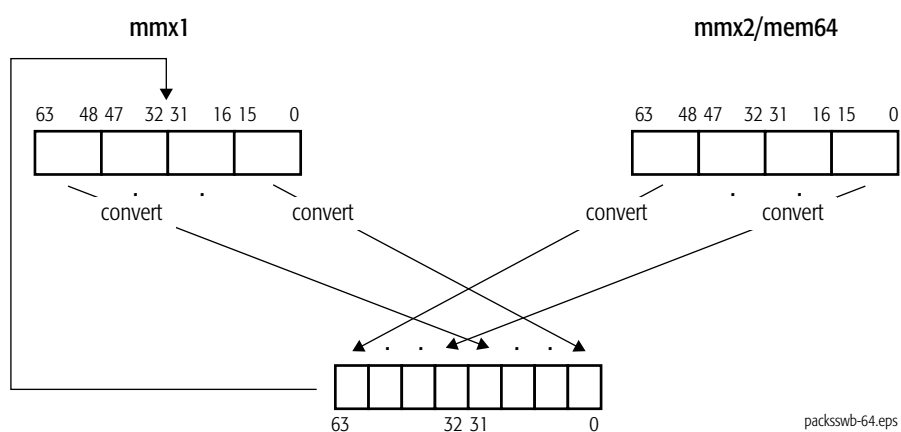 mmx1 mmx2/mem64
63 48 47 32 31 16 15 0 63 48 47 32 31 16 15 0
. . . .
convert convert convert convert
. . . .
63 32 31 0
packsswb-64.eps